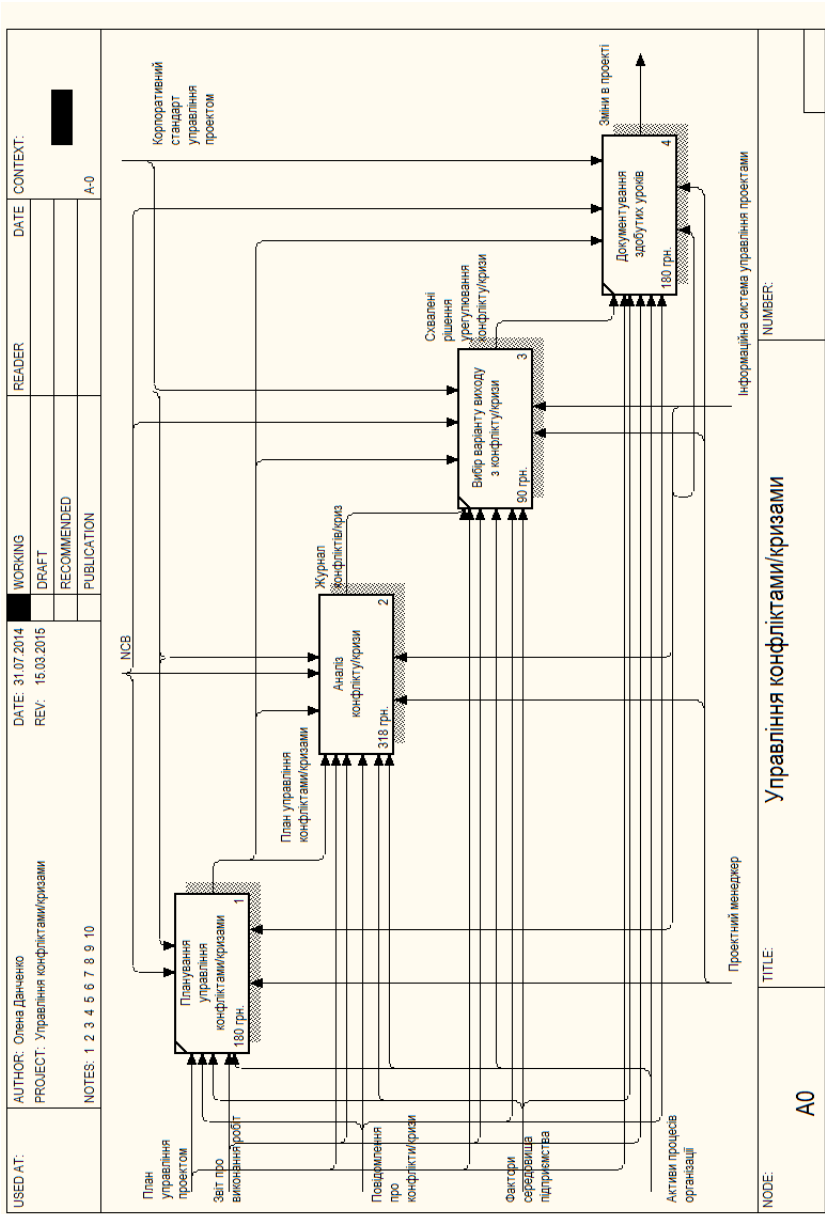 USED AT:
AUTHOR: Олена Данченко
DATE: 31.07.2014
PROJECT: Управління конфліктами/кризами
REV: 15.03.2015
NOTES: 1 2 3 4 5 6 7 8 9 10
WORKING
DRAFT
RECOMMENDED
PUBLICATION
READER
DATE
CONTEXT:
A-0
NCB
Корпоративний
стандарт
управління
проектом
Планування
управління
конфліктами/кризами
180 грн.
1
План управління
конфліктами/кризами
Аналіз
конфлікту/кризи
318 грн.
2
Журнал
конфліктів/криз
Вибір варіанту виходу
з конфлікту/кризи
90 грн.
3
Схвалені
рішення
урегулювання
конфлікту/кризи
Документування
здобутих уроків
180 грн.
4
Зміни в проекті
План
управління
проектом
Звіт про
виконання робіт
Повідомлення
про
конфлікти/кризи
Фактори
середовища
підприємства
Активи процесів
організації
Проектний менеджер
Інформаційна система управління проектами
NODE:
A0
TITLE:
Управління конфліктами/кризами
NUMBER: